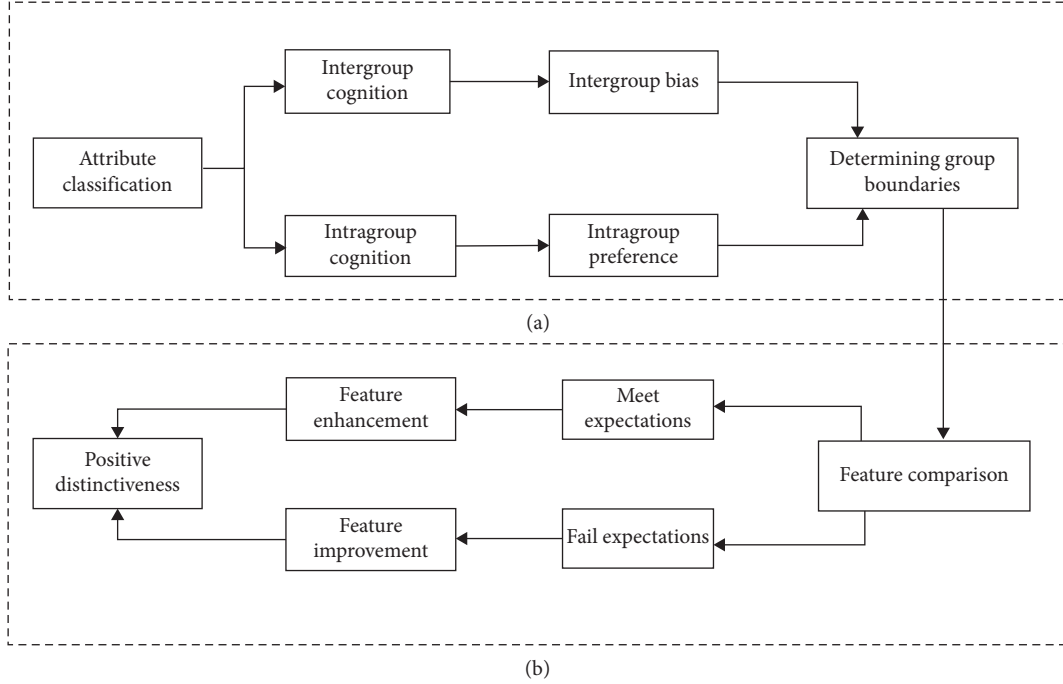 Intergroup
cognition
Intergroup bias
Attribute
classification
Determining group
boundaries
Intragroup
cognition
Intragroup
preference
(a)
Feature
enhancement
Meet
expectations
Positive
distinctiveness
Feature comparison
Feature
improvement
Fail expectations
(b)